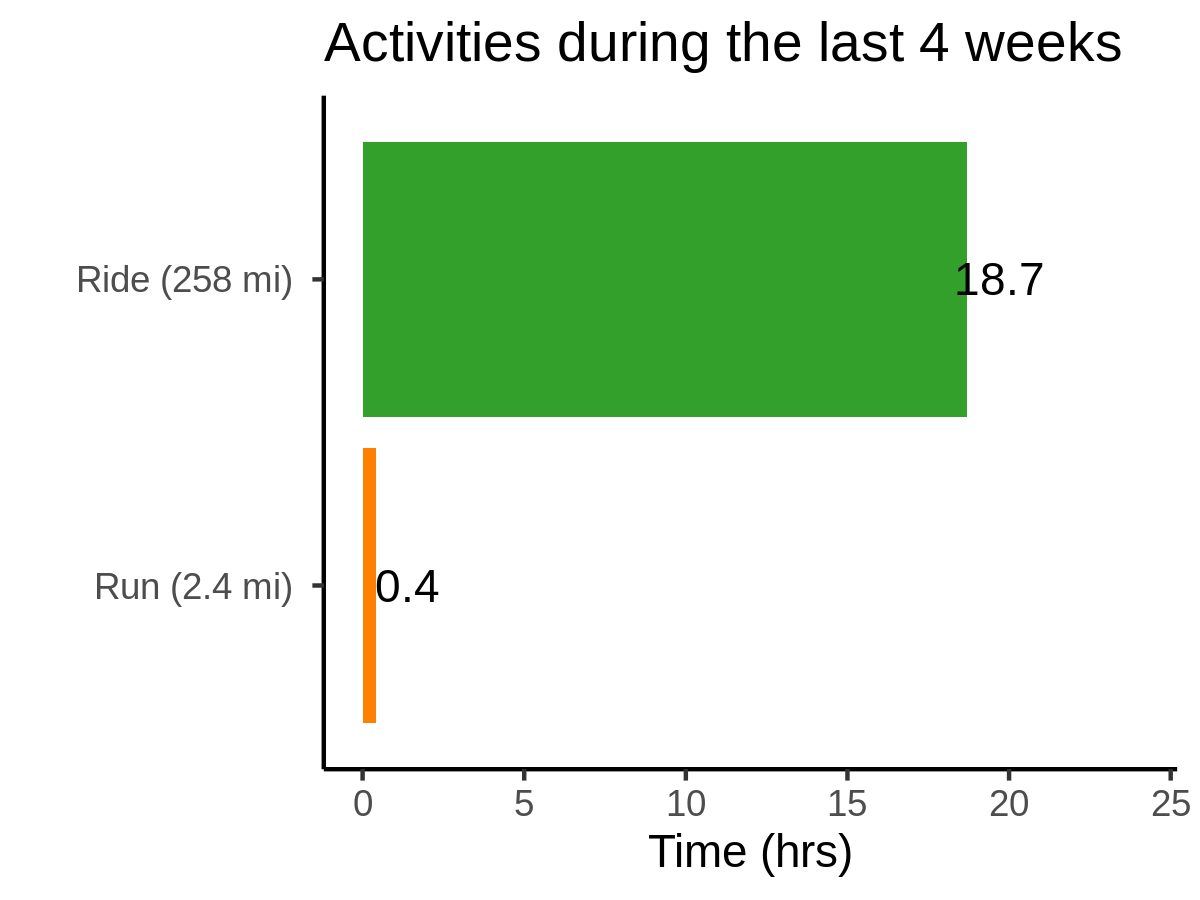 Activities during the last 4 weeks
Ride (258 mi)
18.7
Run (2.4 mi)
0.4
0 5 10 15 20 25
Time (hrs)